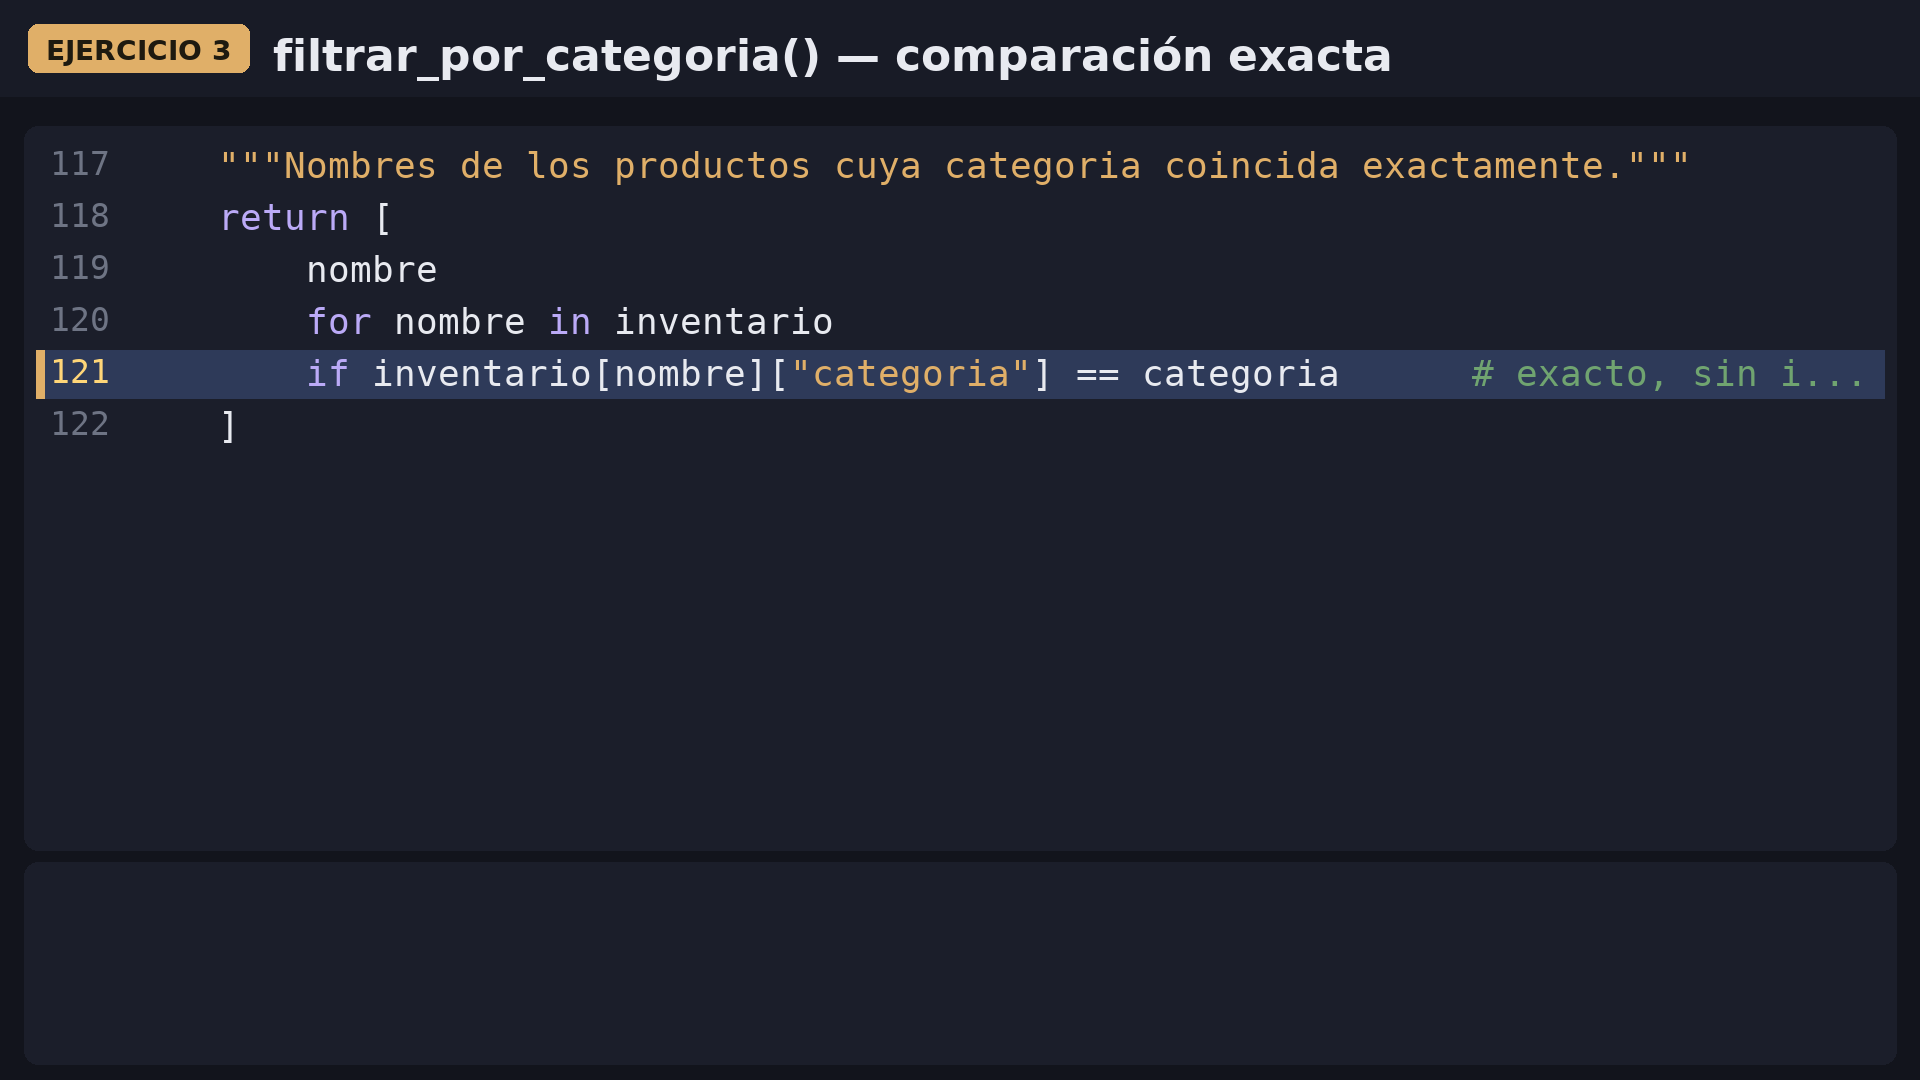 EJERCICIO 3 filtrar_por_categoria() — comparación exacta
117 """Nombres de los productos cuya categoria coincida exactamente."""
118 return [
119 nombre
120 for nombre in inventario
121 if inventario[nombre]["categoria"] == categoria # exacto, sin i...
122 ]